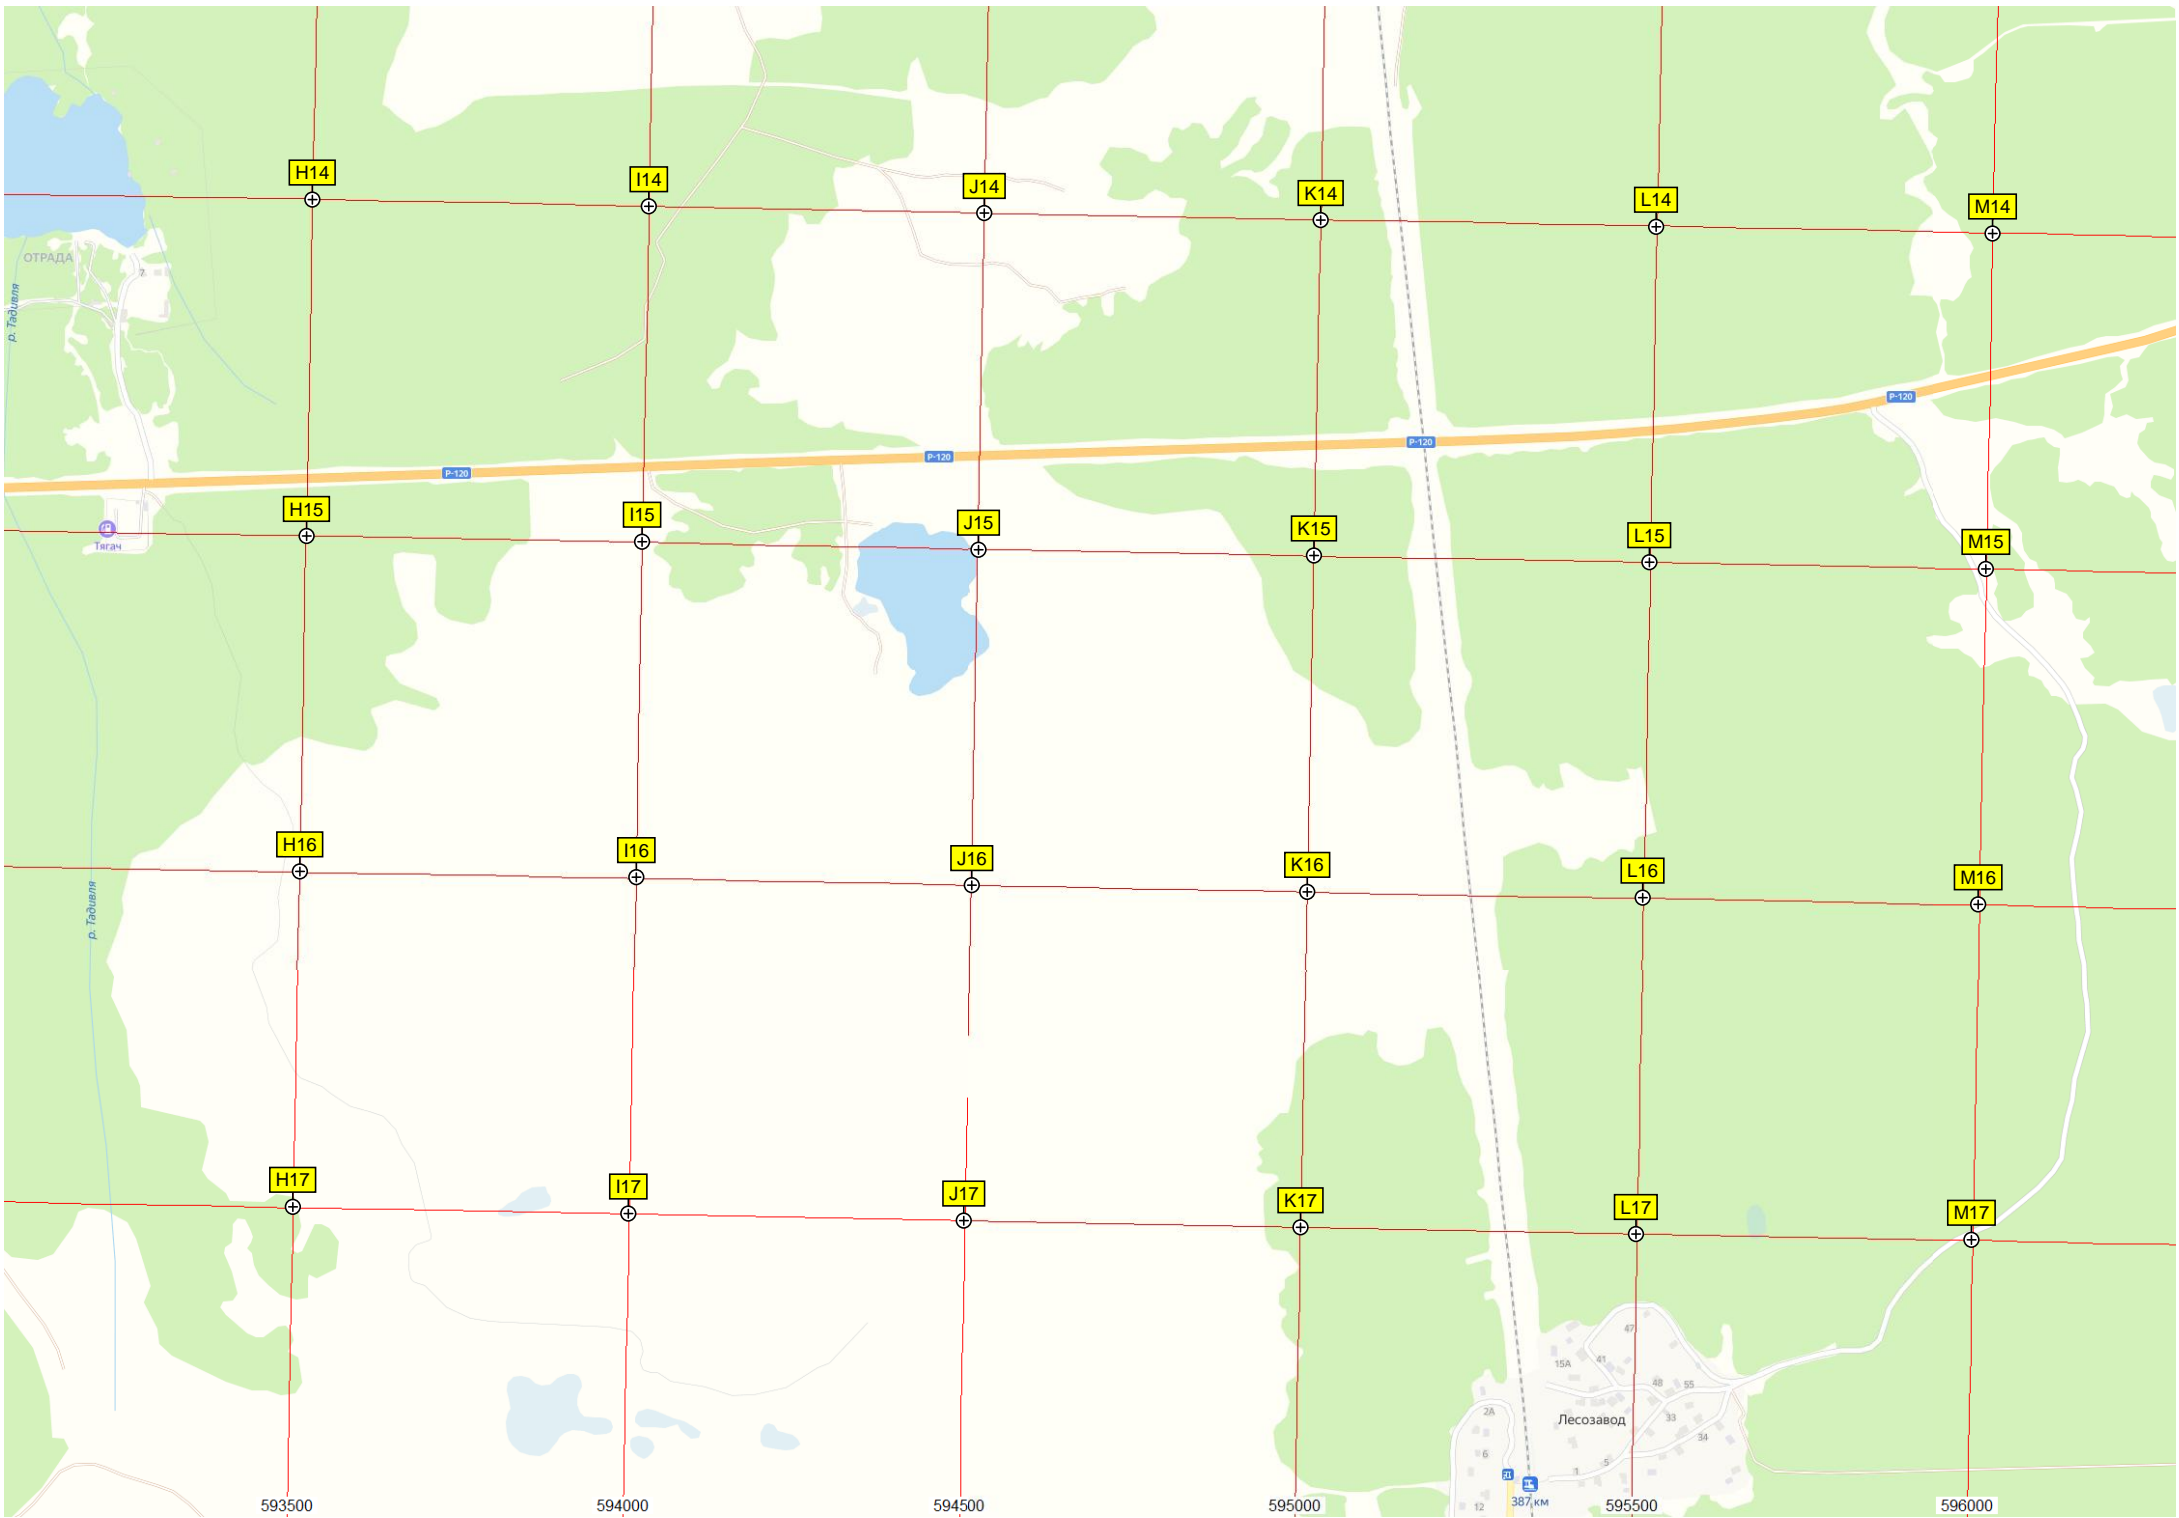 H14
I14
J14
K14
L14
M14
ОТРАДА
7
р. Тадивля
Р-120
Р-120
Р-120
Р-120
H15
I15
J15
K15
L15
M15
Тягач
H16
I16
J16
K16
L16
M16
р. Тадивля
H17
I17
J17
K17
L17
M17
47
15А
41
48
55
2А
Лесозавод
33
34
6
1
5
387 км
12
593500
594000
594500
595000
595500
596000